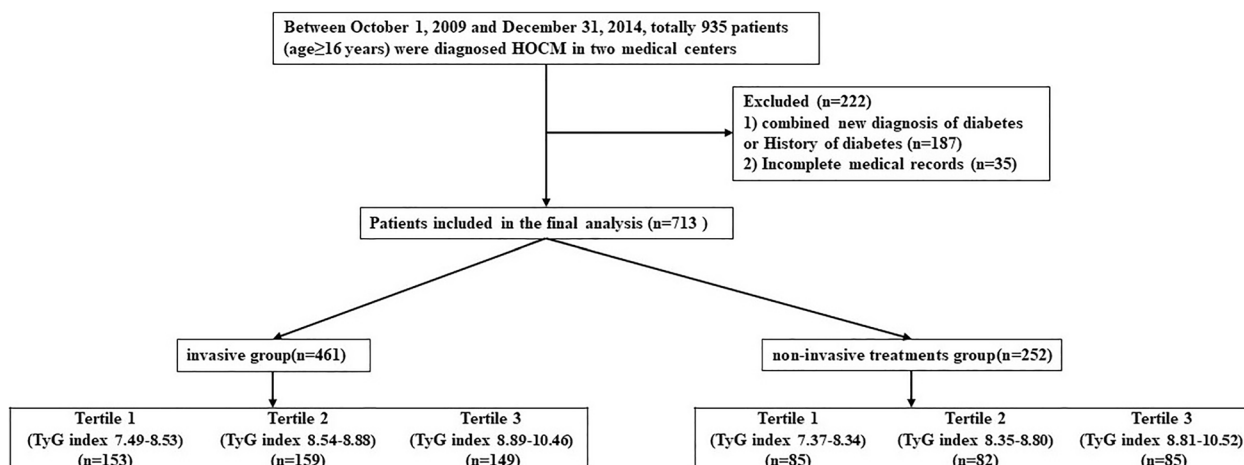 Between October 1, 2009 and December 31, 2014, totally 935 patients
(age≥16 years) were diagnosed HOCM in two medical centers
Excluded (n=222)
1) combined new diagnosis of diabetes
or History of diabetes (n=187)
2) Incomplete medical records (n=35)
Patients included in the final analysis (n=713 )
invasive group(n=461)
non-invasive treatments group(n=252)
Tertile 1
(TyG index 7.49-8.53)
(n=153)
Tertile 2
(TyG index 8.54-8.88)
(n=159)
Tertile 3
(TyG index 8.89-10.46)
(n=149)
Tertile 1
(TyG index 7.37-8.34)
(n=85)
Tertile 2
(TyG index 8.35-8.80)
(n=82)
Tertile 3
(TyG index 8.81-10.52)
(n=85)